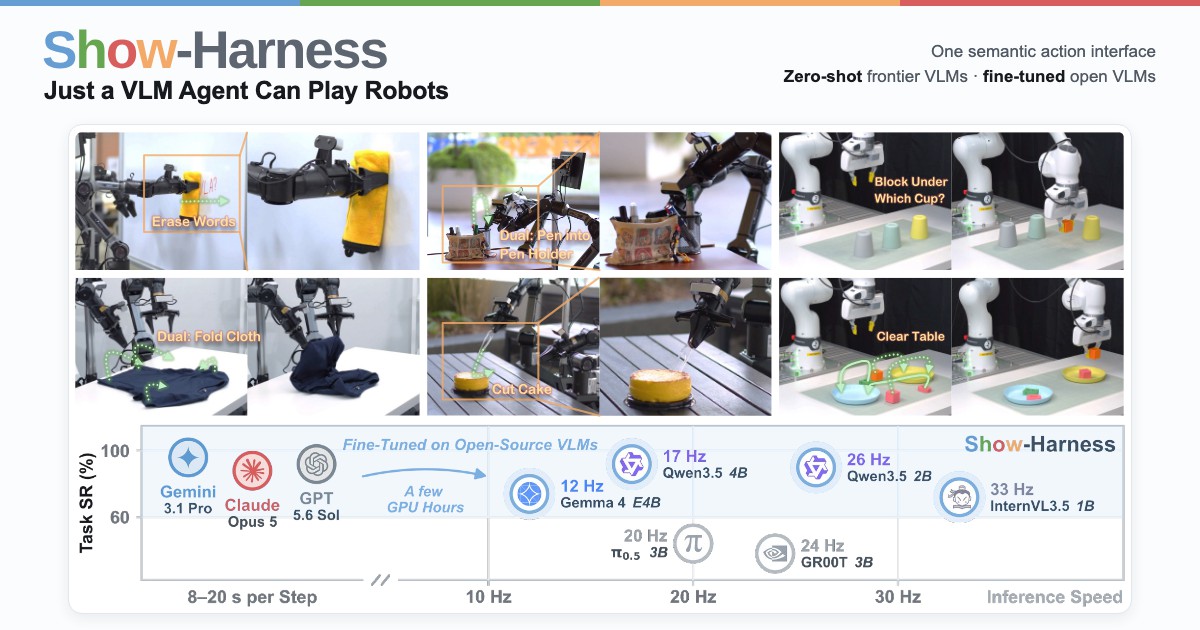 Show-Harness
Just a VLM Agent Can Play Robots
One semantic action interface
Zero-shot frontier VLMs · fine-tuned open VLMs
Erase Words
Dual: Pen into
Pen Holder
Block Under
Which Cup?
Dual: Fold Cloth
Cut Cake
Clear Table
Task SR (%)
100
60
Gemini
3.1 Pro
Claude
Opus 5
GPT
5.6 Sol
Fine-Tuned on Open-Source VLMs
A few
GPU Hours
12 Hz
Gemma 4 E4B
17 Hz
Qwen3.5 4B
26 Hz
Qwen3.5 2B
Show-Harness
33 Hz
InternVL3.5 1B
20 Hz
π0.5 3B
π
24 Hz
GR00T 3B
8–20 s per Step
10 Hz
20 Hz
30 Hz
Inference Speed